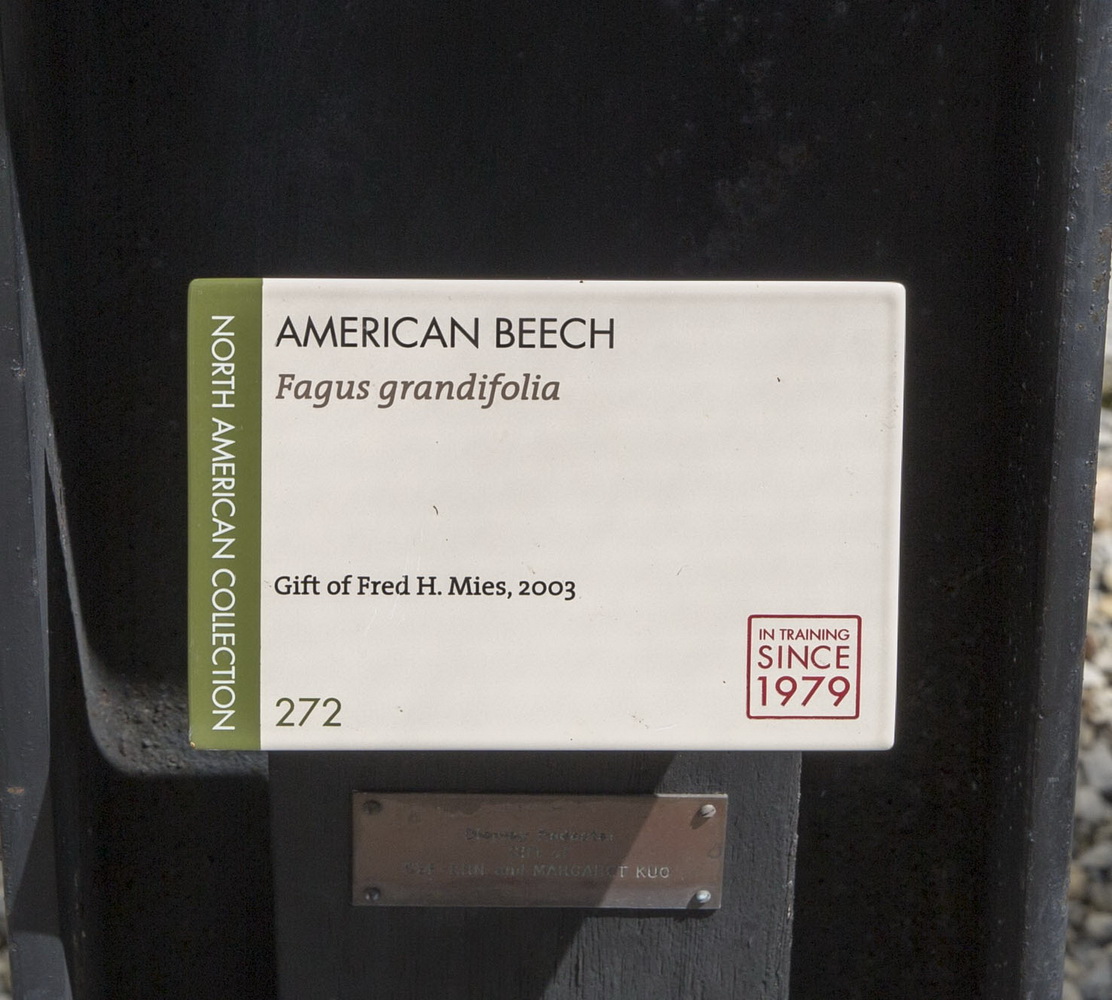 NORTH AMERICAN COLLECTION
AMERICAN BEECH
Fagus grandifolia
Gift of Fred H. Mies, 2003
272
IN TRAINING
SINCE
1979
and MARGARET KUO